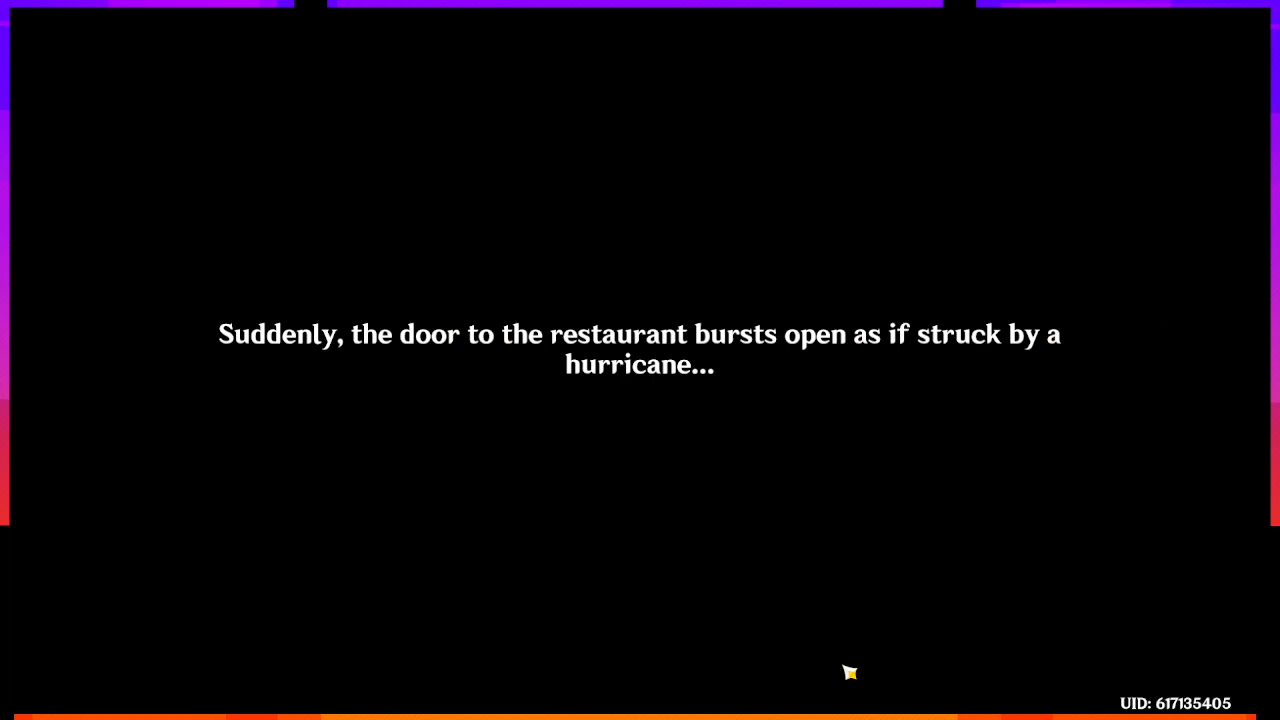 Suddenly, the door to the restaurant bursts open as if struck by a
hurricane...
UID: 617135405